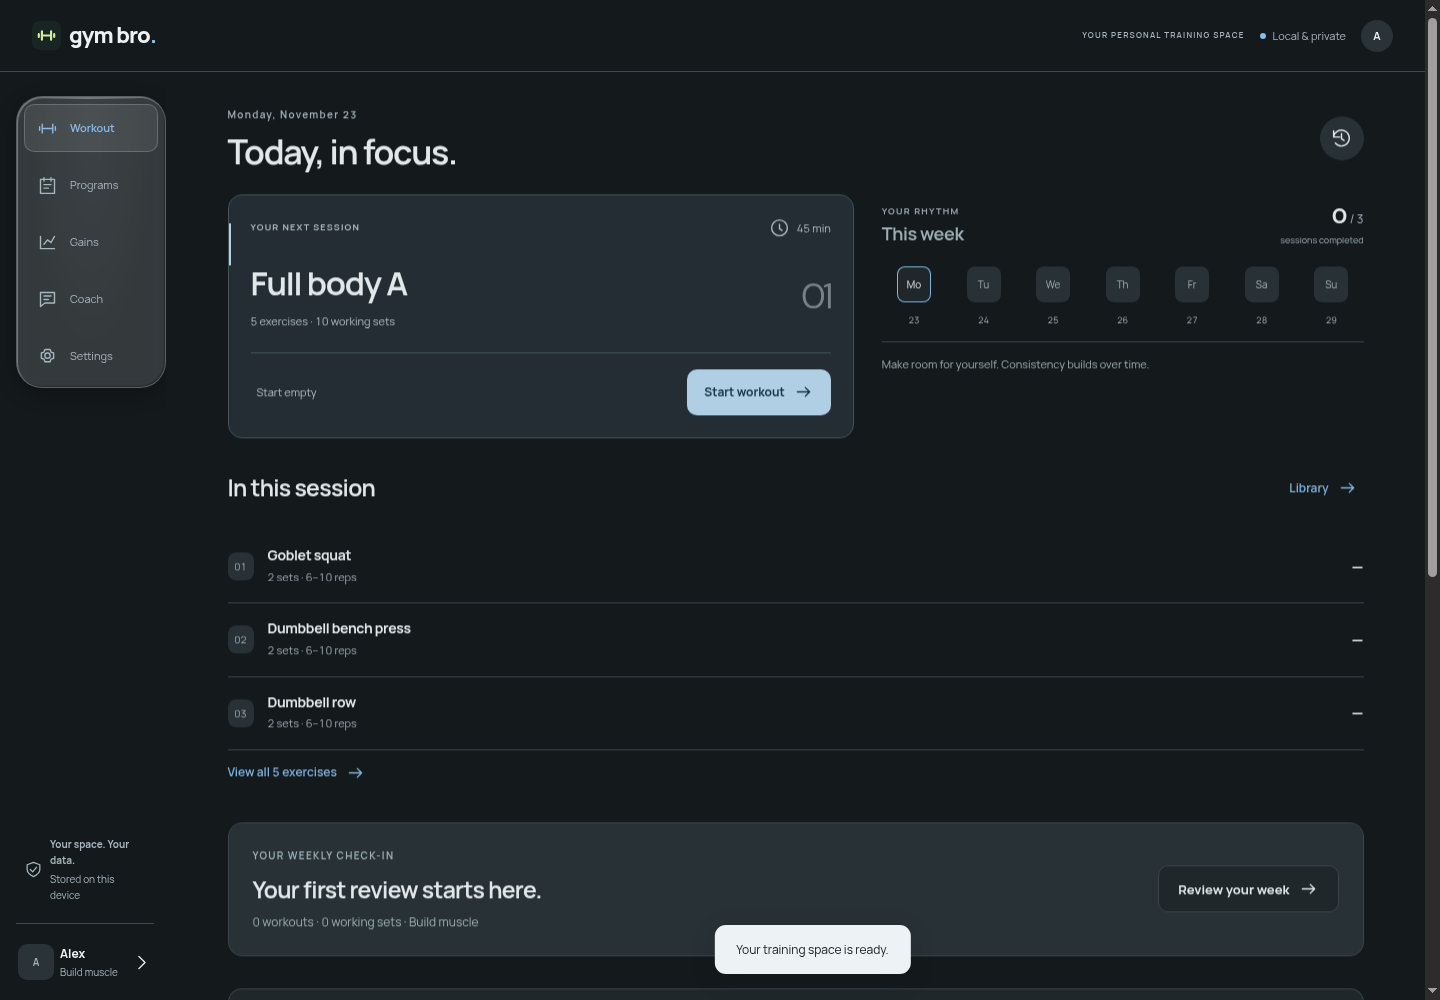 gym bro.
YOUR PERSONAL TRAINING SPACE
Local & private
A
Workout
Programs
Gains
Coach
Settings
Monday, November 23
Today, in focus.
YOUR NEXT SESSION
45 min
Full body A
01
5 exercises · 10 working sets
Start empty
Start workout
YOUR RHYTHM
This week
0 / 3
sessions completed
Mo Tu We Th Fr Sa Su
23 24 25 26 27 28 29
Make room for yourself. Consistency builds over time.
In this session
Library
01
Goblet squat
2 sets · 6–10 reps
–
02
Dumbbell bench press
2 sets · 6–10 reps
–
03
Dumbbell row
2 sets · 6–10 reps
–
View all 5 exercises
YOUR WEEKLY CHECK-IN
Your first review starts here.
0 workouts · 0 working sets · Build muscle
Review your week
Your training space is ready.
Your space. Your
data.
Stored on this
device
A
Alex
Build muscle